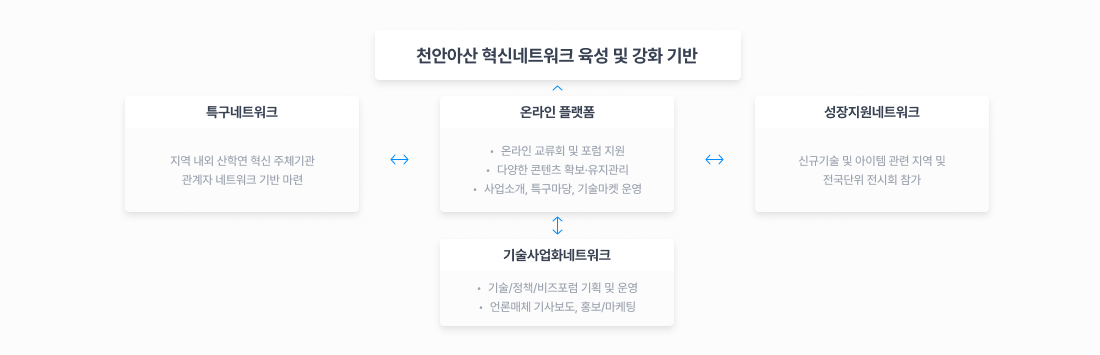 천안아산 혁신네트워크 육성 및 강화 기반
특구네트워크
지역 내외 산학연 혁신 주체기관
관계자 네트워크 기반 마련
온라인 플랫폼
• 온라인 교류회 및 포럼 지원
• 다양한 콘텐츠 확보·유지관리
• 사업소개, 특구마당, 기술마켓 운영
성장지원네트워크
신규기술 및 아이템 관련 지역 및
전국단위 전시회 참가
기술사업화네트워크
• 기술/정책/비즈포럼 기획 및 운영
• 언론매체 기사보도, 홍보/마케팅